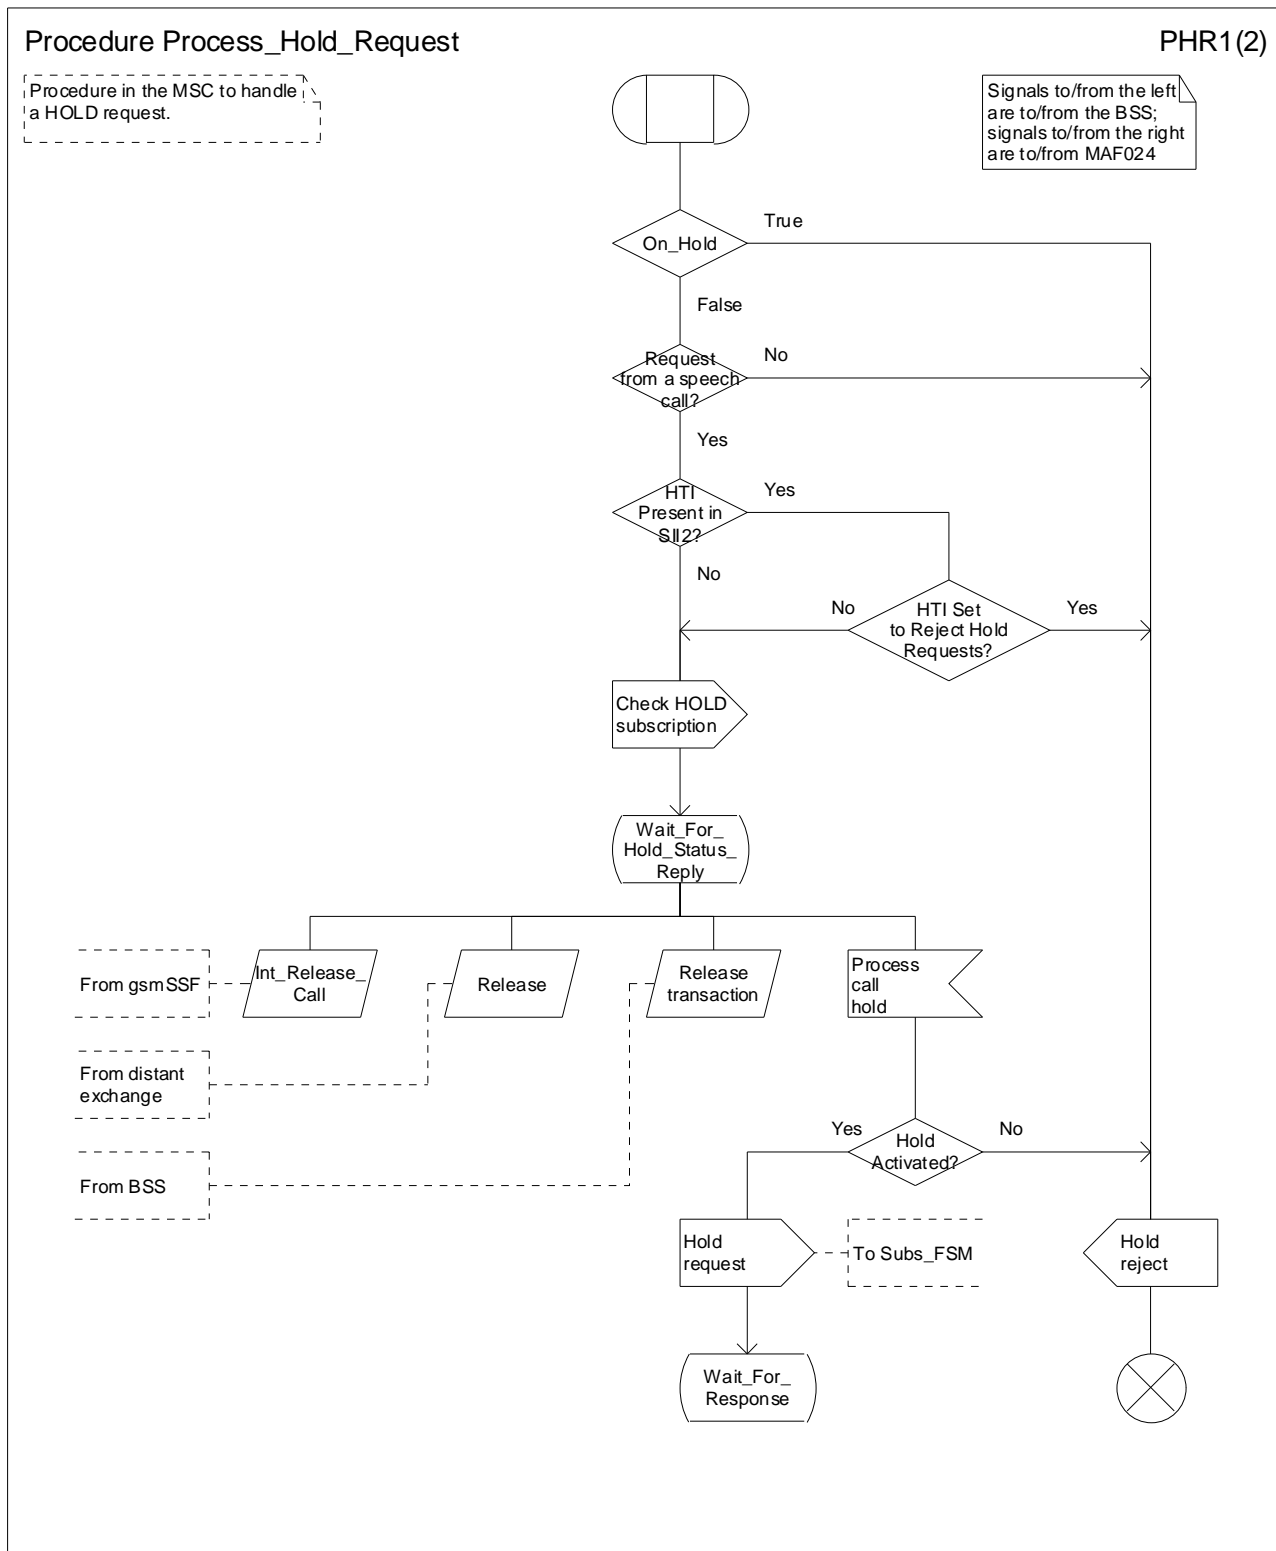 Procedure Process_Hold_Request
PHR1(2)
Procedure in the MSC to handle
a HOLD request.
Signals to/from the left
are to/from the BSS;
signals to/from the right
are to/from MAF024
True
On_Hold
False
Request
from a speech
call?
No
Yes
HTI
Present in
SII2?
Yes
No
No
HTI Set
to Reject Hold
Requests?
Yes
Check HOLD
subscription
Wait_For_
Hold_Status_
Reply
From gsmSSF
Int_Release_
Call
Release
Release
transaction
Process
call
hold
From distant
exchange
Yes
Hold
Activated?
No
From BSS
Hold
request
To Subs_FSM
Hold
reject
Wait_For_
Response